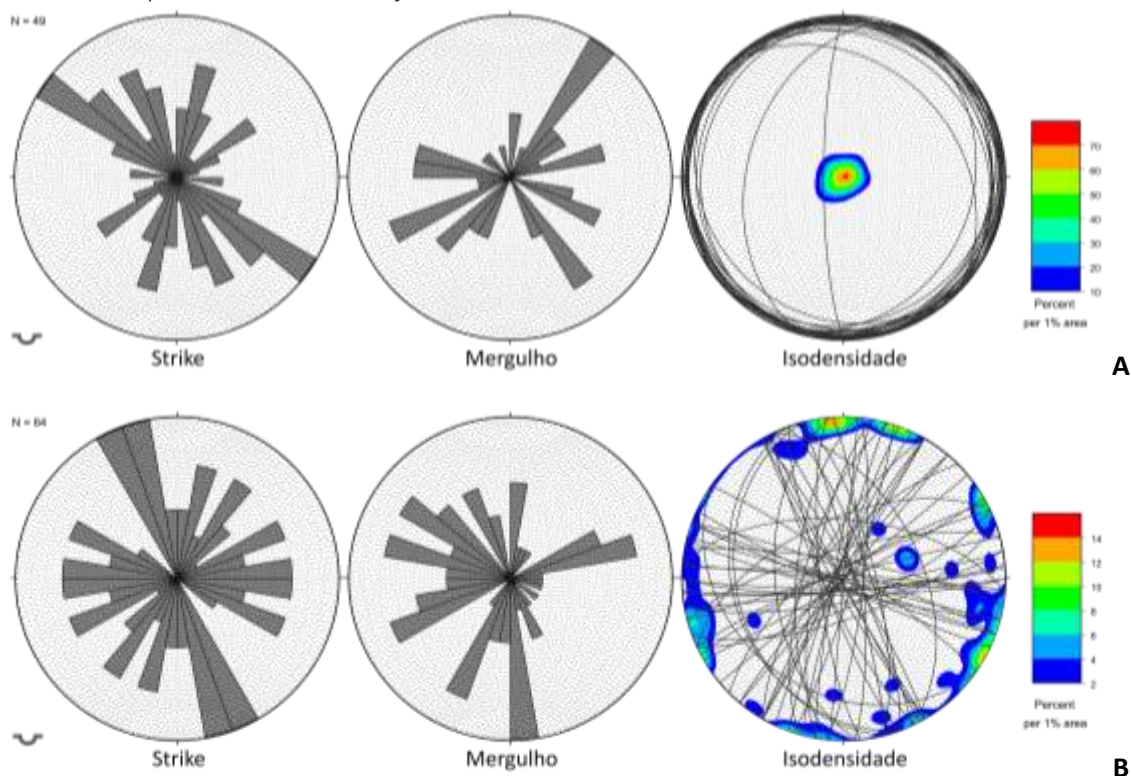 N = 49
70
60
50
40
30
20
10
Percent
per 1% area
Strike
Mergulho
Isodensidade
A
N = 64
14
12
10
8
6
4
2
Percent
per 1% area
Strike
Mergulho
Isodensidade
B